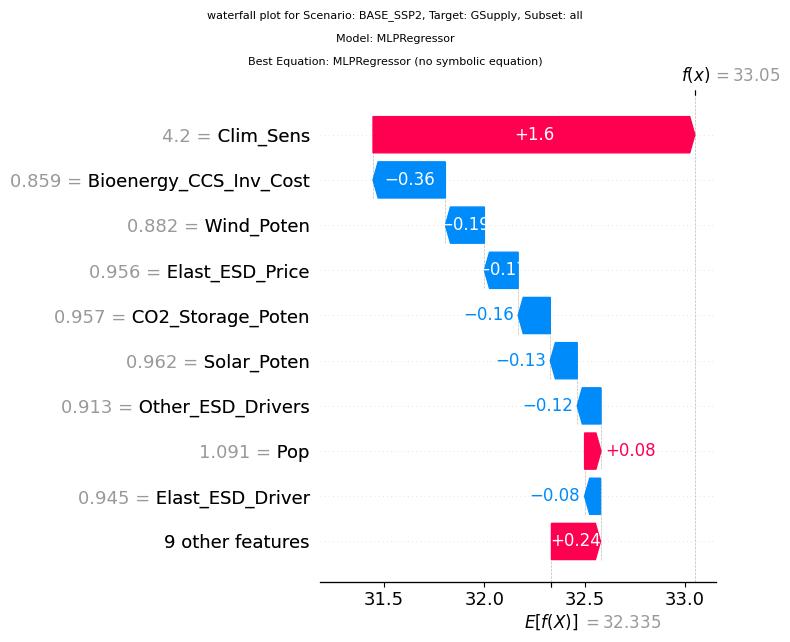 waterfall plot for Scenario: BASE_SSP2, Target: GSupply, Subset: all
Model: MLPRegressor
Best Equation: MLPRegressor (no symbolic equation)
f(x) = 33.05
4.2 = Clim_Sens +1.6
0.859 = Bioenergy_CCS_Inv_Cost −0.36
0.882 = Wind_Poten −0.19
0.956 = Elast_ESD_Price −0.17
0.957 = CO2_Storage_Poten −0.16
0.962 = Solar_Poten −0.13
0.913 = Other_ESD_Drivers −0.12
1.091 = Pop +0.08
0.945 = Elast_ESD_Driver −0.08
9 other features +0.24
31.5 32.0 32.5 33.0
E[f(X)] = 32.335